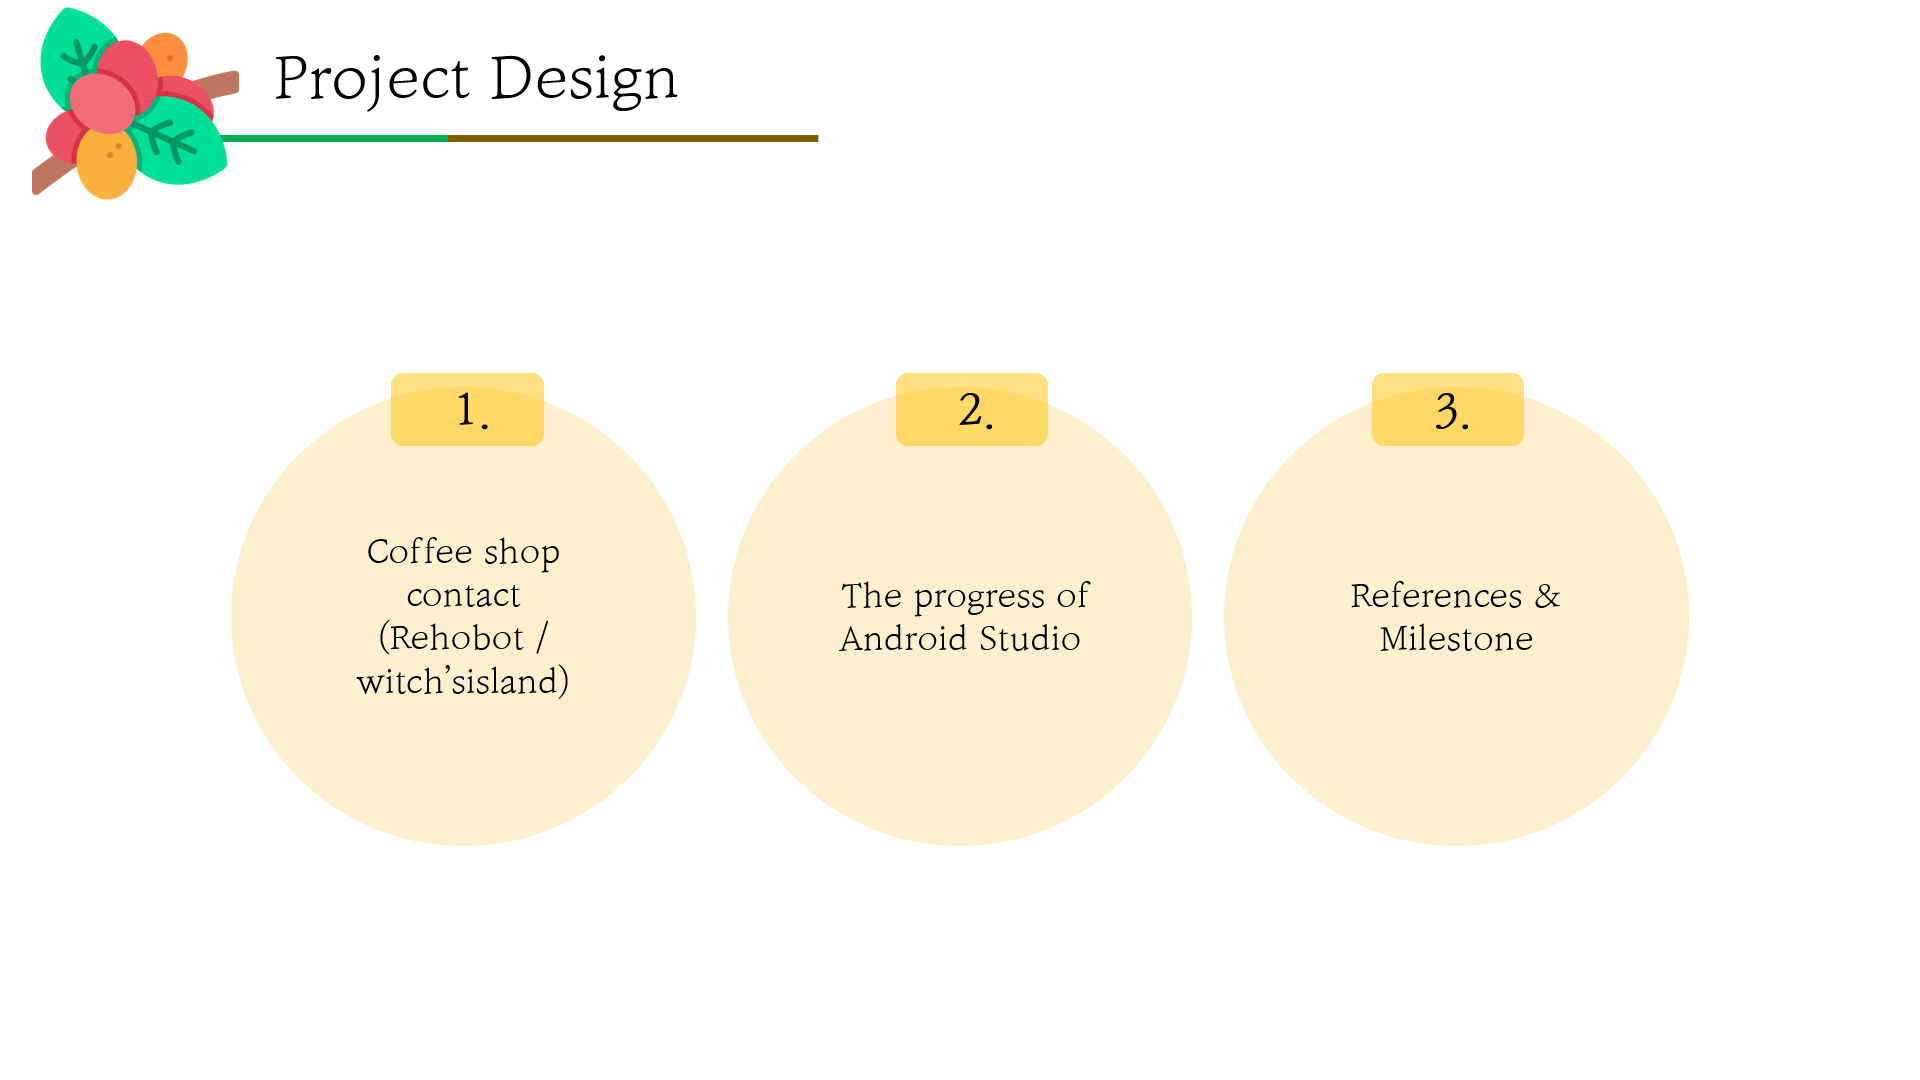 Project Design
1.
Coffee shop
contact
(Rehobot /
witch’sisland)
2.
The progress of
Android Studio
3.
References &
Milestone